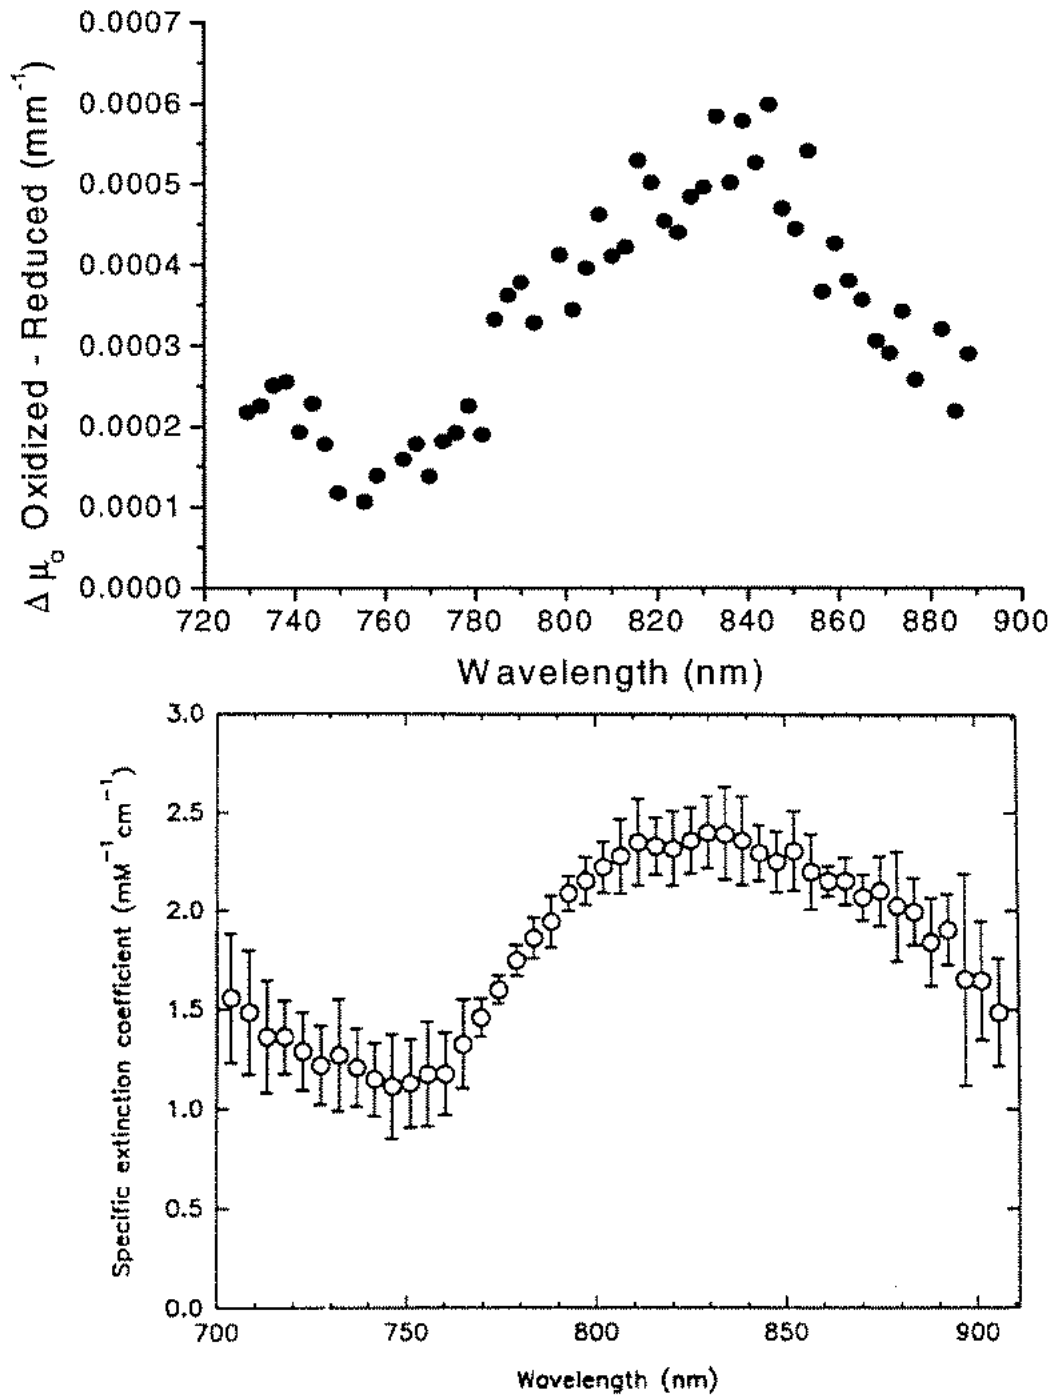 0.0007
0.0006
0.0005
0.0004
0.0003
0.0002
0.0001
0.0000
Δ μa Oxidized - Reduced (mm-1)
720 740 760 780 800 820 840 860 880 900
Wavelength (nm)
3.0
2.5
2.0
1.5
1.0
0.5
0.0
Specific extinction coefficient (mM-1cm-1)
700 750 800 850 900
Wavelength (nm)